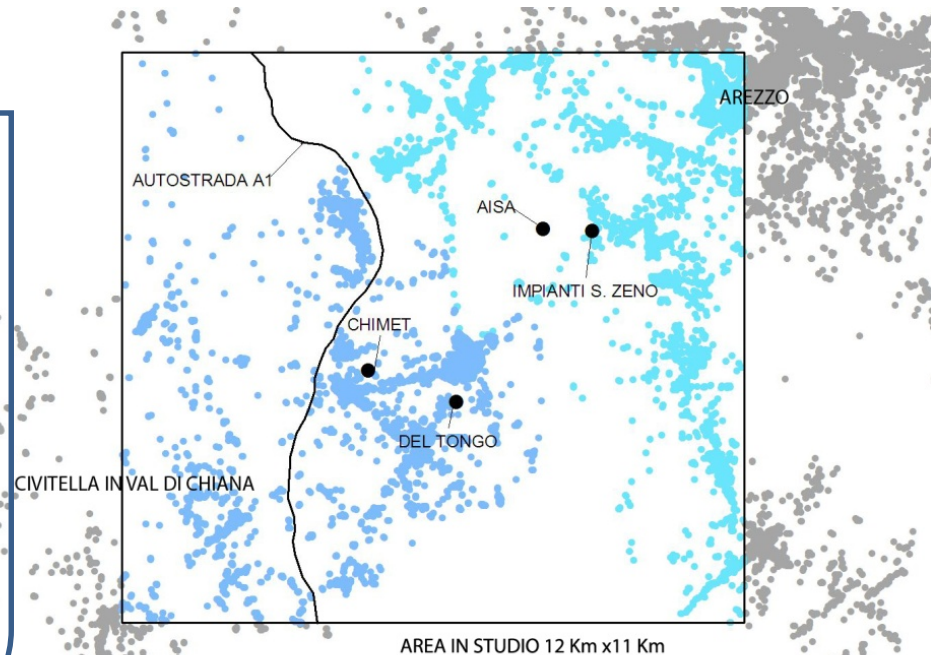 AREZZO
AUTOSTRADA A1
AISA
IMPIANTI S. ZENO
CHIMET
DEL TONGO
CIVITELLA IN VAL DI CHIANA
AREA IN STUDIO 12 Km x11 Km